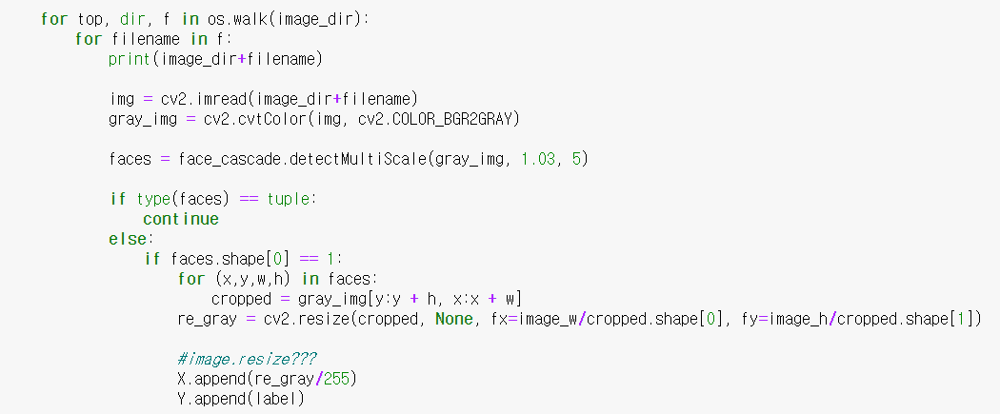 for top, dir, f in os.walk(image_dir):
for filename in f:
print(image_dir+filename)
img = cv2.imread(image_dir+filename)
gray_img = cv2.cvtColor(img, cv2.COLOR_BGR2GRAY)
faces = face_cascade.detectMultiScale(gray_img, 1.03, 5)
if type(faces) == tuple:
continue
else:
if faces.shape[0] == 1:
for (x,y,w,h) in faces:
cropped = gray_img[y:y + h, x:x + w]
re_gray = cv2.resize(cropped, None, fx=image_w/cropped.shape[0], fy=image_h/cropped.shape[1])
#image.resize???
X.append(re_gray/255)
Y.append(label)